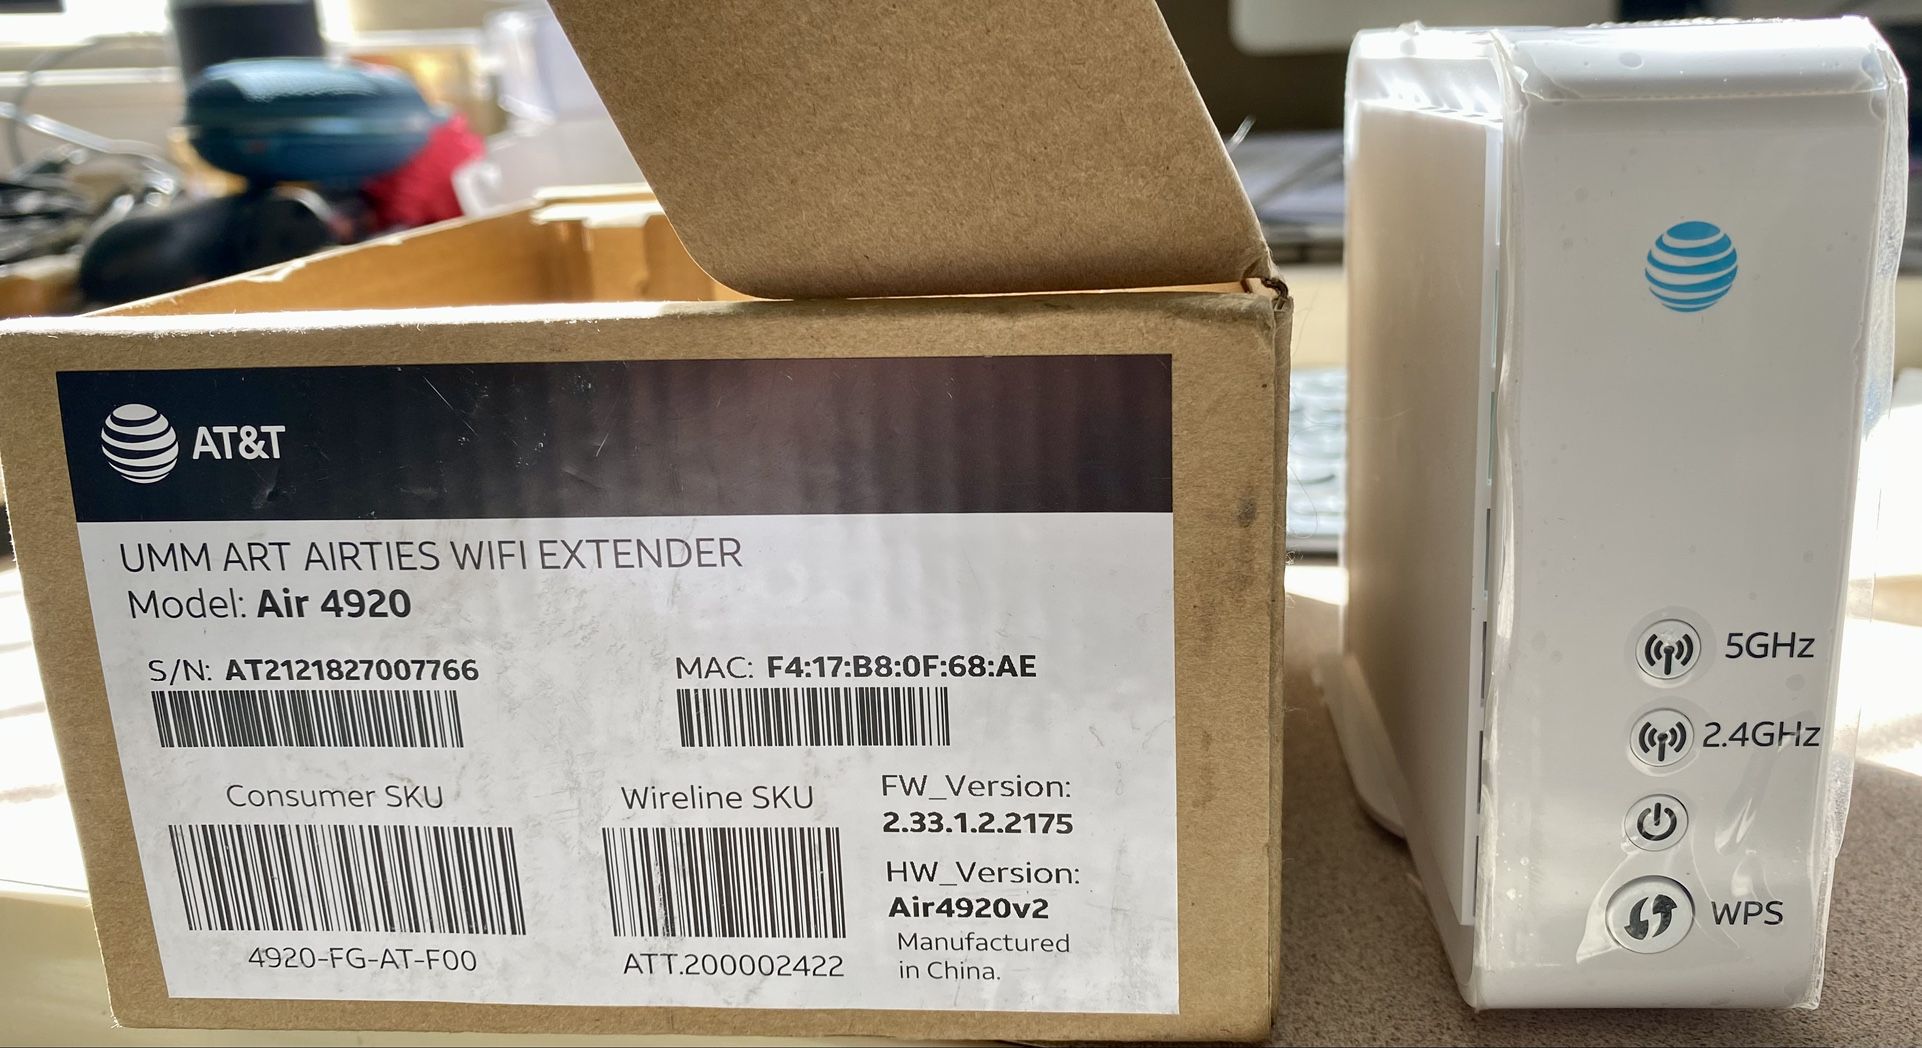 AT&T
UMM ART AIRTIES WIFI EXTENDER
Model: Air 4920
S/N: AT2121827007766
MAC: F4:17:B8:0F:68:AE
Consumer SKU
4920-FG-AT-F00
Wireline SKU
ATT.200002422
FW_Version:
2.33.1.2.2175
HW_Version:
Air4920v2
Manufactured
in China.
5GHz
2.4GHz
WPS